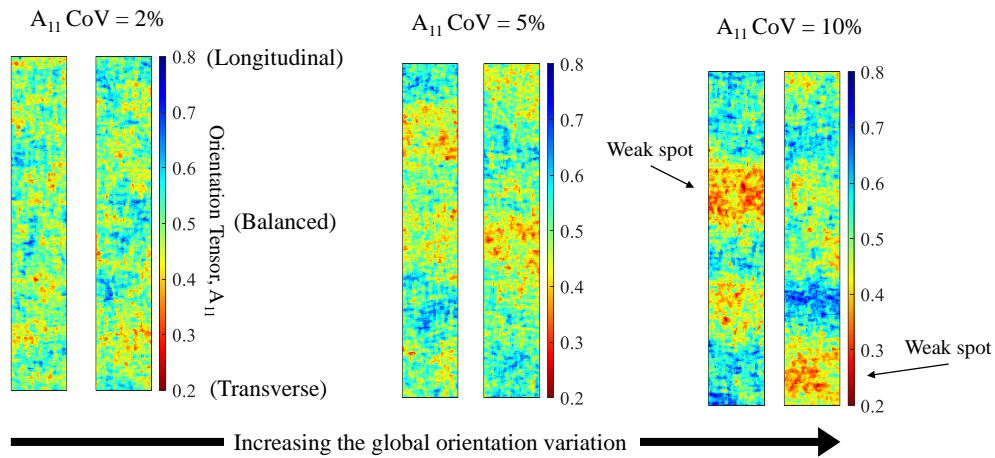 A11 CoV = 2%
A11 CoV = 5%
A11 CoV = 10%
0.8
0.7
0.6
0.5
0.4
0.3
0.2
Orientation Tensor, A11
(Longitudinal)
(Balanced)
(Transverse)
0.8
0.7
0.6
0.5
0.4
0.3
0.2
Weak spot
0.8
0.7
0.6
0.5
0.4
0.3
0.2
Weak spot
Increasing the global orientation variation